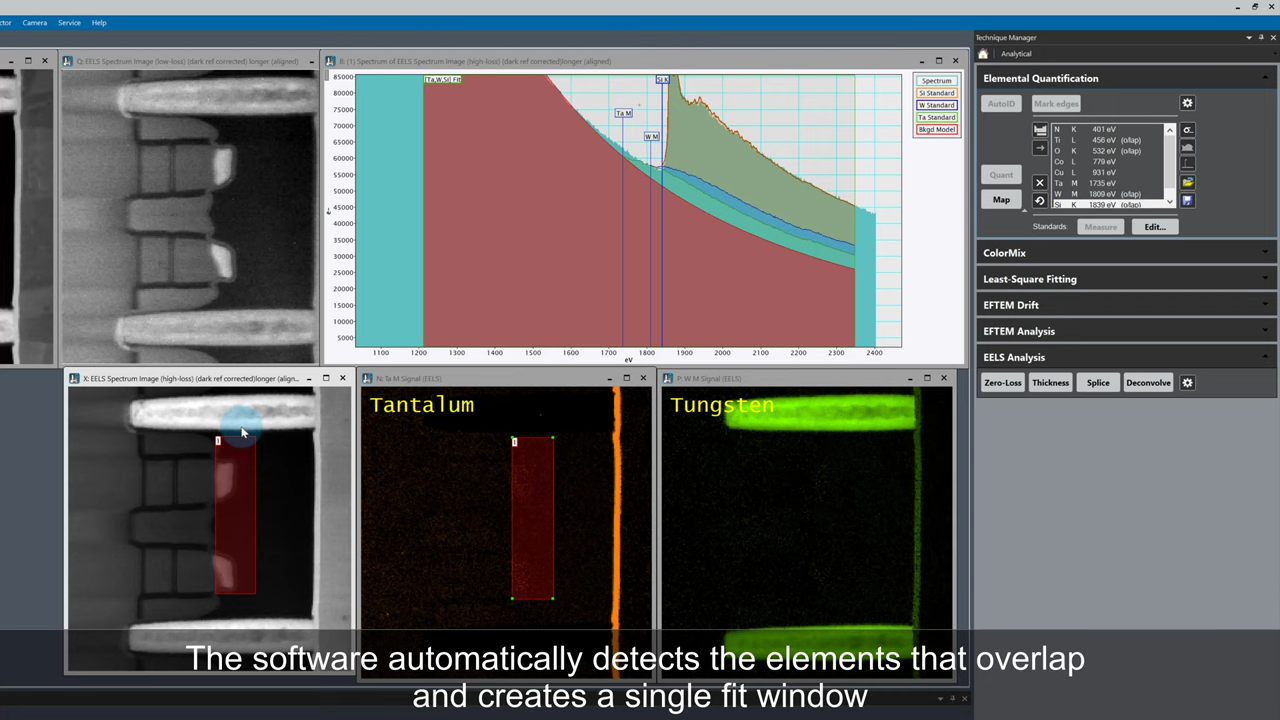 ctor Camera Service Help
Technique Manager
Analytical
Q: EELS Spectrum Image (low-loss) (dark ref corrected) longer (aligned)
B: (1) Spectrum of EELS Spectrum Image (high-loss) (dark ref corrected)longer (aligned)
[Ta,W,Si] Fit
Si K
Ta M
W M
85000
80000
75000
70000
65000
60000
55000
50000
45000
40000
35000
30000
25000
20000
15000
10000
5000
1100 1200 1300 1400 1500 1600 1700 1800 1900 2000 2100 2200 2300 2400
eV
Spectrum
Si Standard
W Standard
Ta Standard
Bkgd Model
Elemental Quantification
AutoID Mark edges
N K 401 eV
Ti L 456 eV (o/lap)
O K 532 eV (o/lap)
Co L 779 eV
Cu L 931 eV
Ta M 1735 eV
W M 1809 eV (o/lap)
Si K 1839 eV (o/lap)
Quant
Map
Standards: Measure Edit...
ColorMix
Least-Square Fitting
EFTEM Drift
EFTEM Analysis
EELS Analysis
Zero-Loss Thickness Splice Deconvolve
X: EELS Spectrum Image (high-loss) (dark ref corrected)longer (align...
N: Ta M Signal (EELS)
P: W M Signal (EELS)
Tantalum
Tungsten
The software automatically detects the elements that overlap
and creates a single fit window